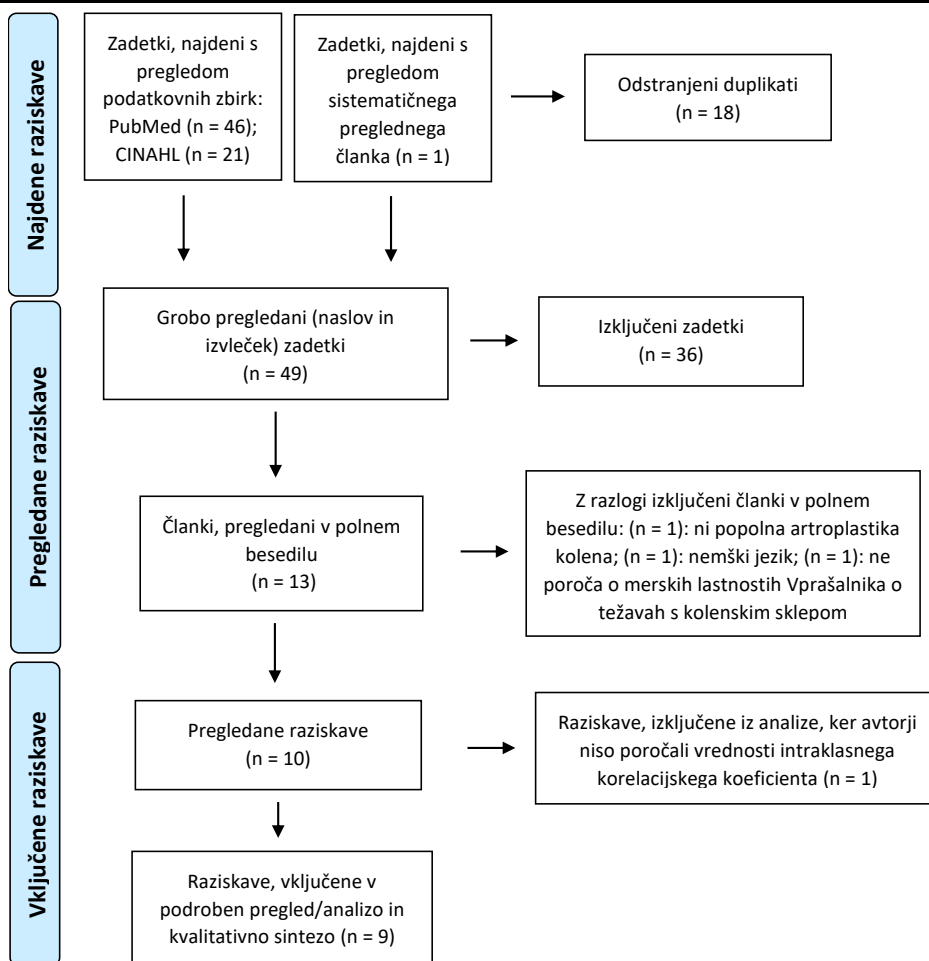 Najdene raziskave
Zadetki, najdeni s
pregledom
podatkovnih zbirk:
PubMed (n = 46);
CINAHL (n = 21)
Zadetki, najdeni s
pregledom
sistematičnega
preglednega
članka (n = 1)
Odstranjeni duplikati
(n = 18)
Pregledane raziskave
Grobo pregledani (naslov in
izvleček) zadetki
(n = 49)
Izključeni zadetki
(n = 36)
Članki, pregledani v polnem
besedilu
(n = 13)
Z razlogi izključeni članki v polnem
besedilu: (n = 1): ni popolna artroplastika
kolena; (n = 1): nemški jezik; (n = 1): ne
poroča o merskih lastnostih Vprašalnika o
težavah s kolenskim sklepom
Vključene raziskave
Pregledane raziskave
(n = 10)
Raziskave, izključene iz analize, ker avtorji
niso poročali vrednosti intraklasnega
korelacijskega koeficienta (n = 1)
Raziskave, vključene v
podroben pregled/analizo in
kvalitativno sintezo (n = 9)